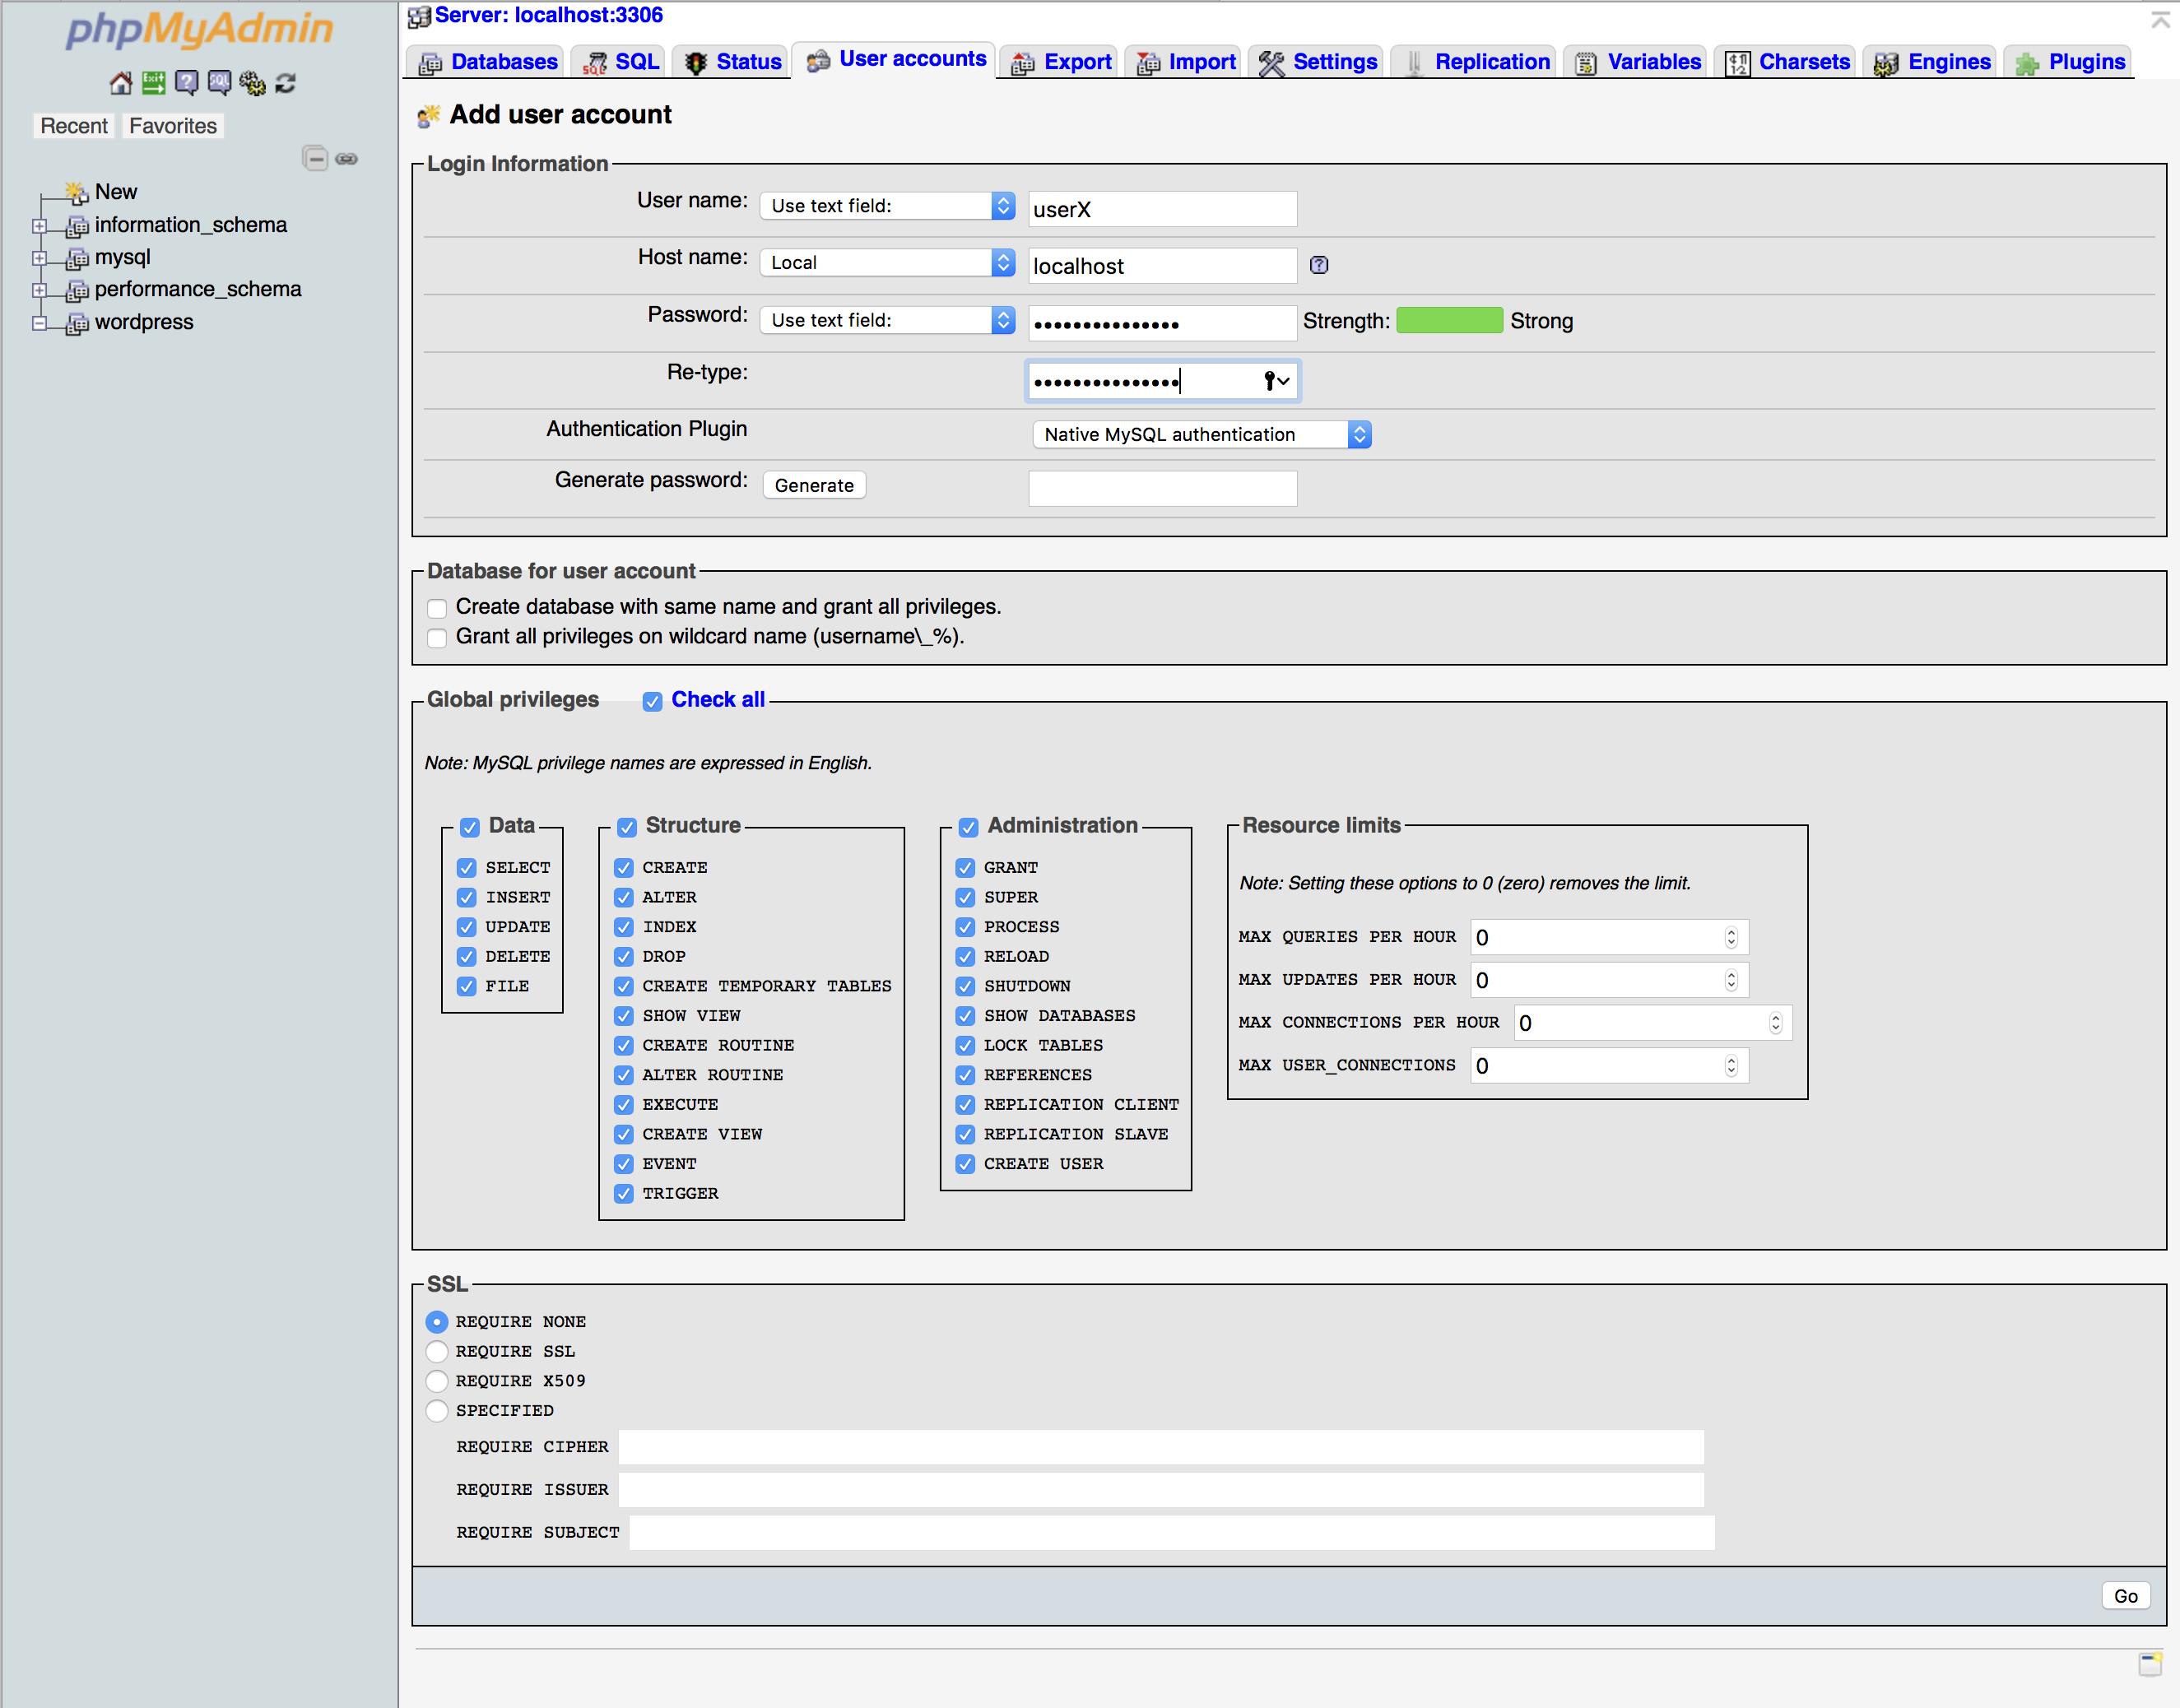 phpMyAdmin
Recent Favorites
New
information_schema
mysql
performance_schema
wordpress
Server: localhost:3306
Databases SQL Status User accounts Export Import Settings Replication Variables Charsets Engines Plugins
Add user account
Login Information
User name: Use text field: userX
Host name: Local localhost
Password: Use text field: ••••••••••••••• Strength: Strong
Re-type: •••••••••••••••
Authentication Plugin Native MySQL authentication
Generate password: Generate
Database for user account
Create database with same name and grant all privileges.
Grant all privileges on wildcard name (username\_%).
Global privileges Check all
Note: MySQL privilege names are expressed in English.
Data
SELECT
INSERT
UPDATE
DELETE
FILE
Structure
CREATE
ALTER
INDEX
DROP
CREATE TEMPORARY TABLES
SHOW VIEW
CREATE ROUTINE
ALTER ROUTINE
EXECUTE
CREATE VIEW
EVENT
TRIGGER
Administration
GRANT
SUPER
PROCESS
RELOAD
SHUTDOWN
SHOW DATABASES
LOCK TABLES
REFERENCES
REPLICATION CLIENT
REPLICATION SLAVE
CREATE USER
Resource limits
Note: Setting these options to 0 (zero) removes the limit.
MAX QUERIES PER HOUR 0
MAX UPDATES PER HOUR 0
MAX CONNECTIONS PER HOUR 0
MAX USER_CONNECTIONS 0
SSL
REQUIRE NONE
REQUIRE SSL
REQUIRE X509
SPECIFIED
REQUIRE CIPHER
REQUIRE ISSUER
REQUIRE SUBJECT
Go